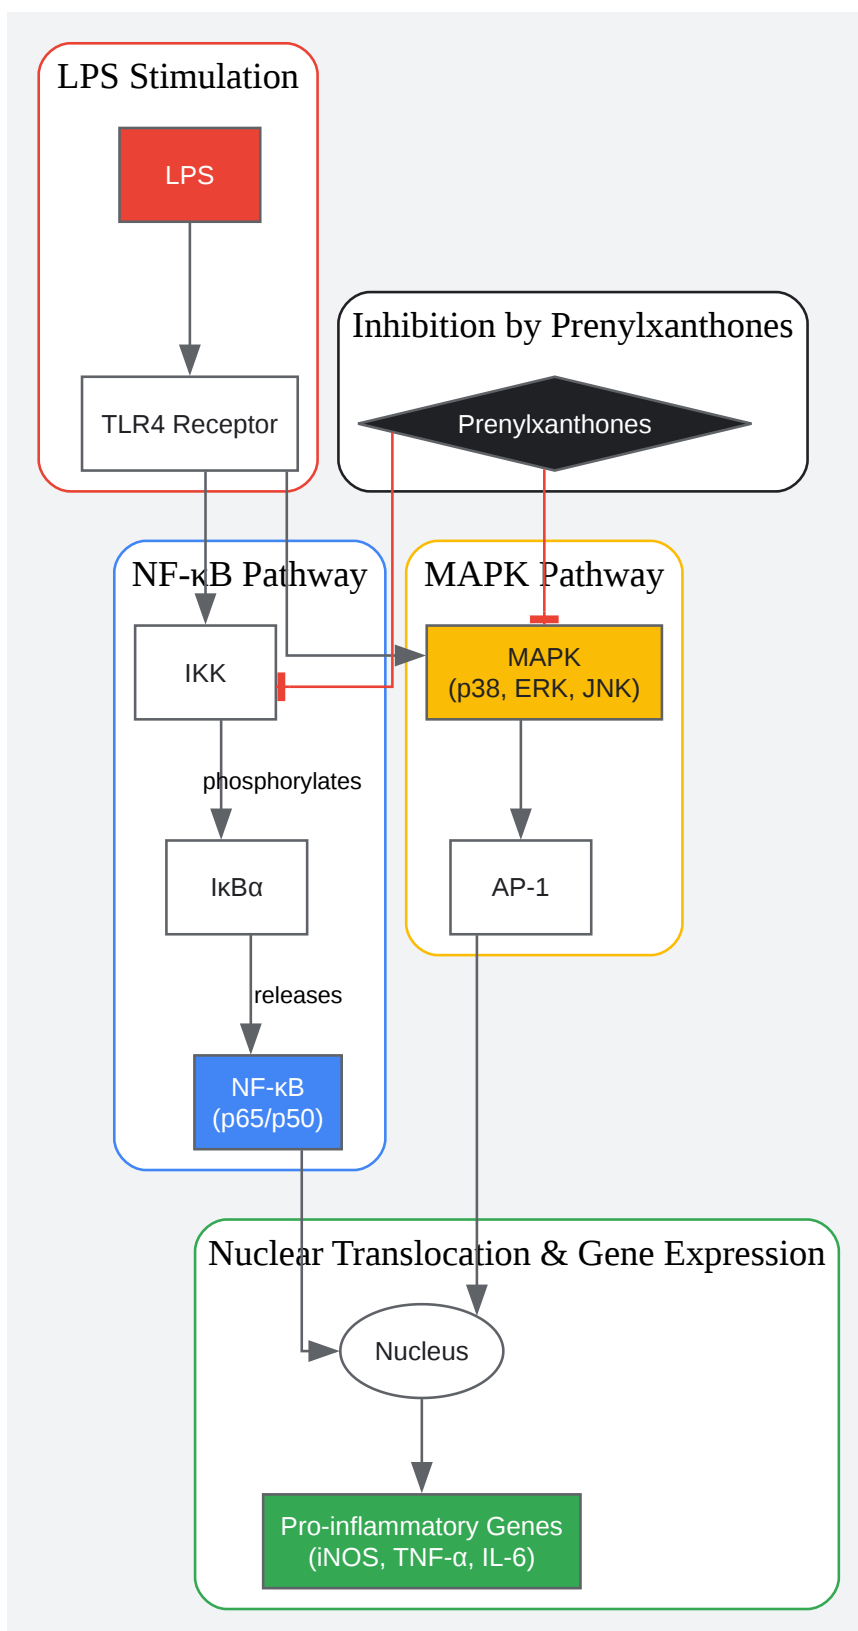 LPS Stimulation
LPS
TLR4 Receptor
Inhibition by Prenylxanthones
Prenylxanthones
NF-κB Pathway
IKK
phosphorylates
IκBα
releases
NF-κB
(p65/p50)
MAPK Pathway
MAPK
(p38, ERK, JNK)
AP-1
Nuclear Translocation & Gene Expression
Nucleus
Pro-inflammatory Genes
(iNOS, TNF-α, IL-6)